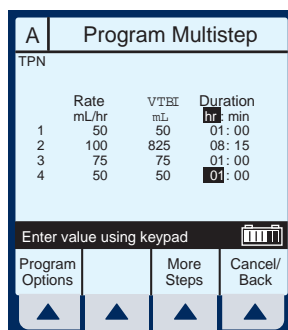 A Program Multistep
TPN
Rate VTBI Duration
mL/hr mL hr : min
1 50 50 01: 00
2 100 825 08: 15
3 75 75 01: 00
4 50 50 01: 00
Enter value using keypad
Program More Cancel/
Options Steps Back